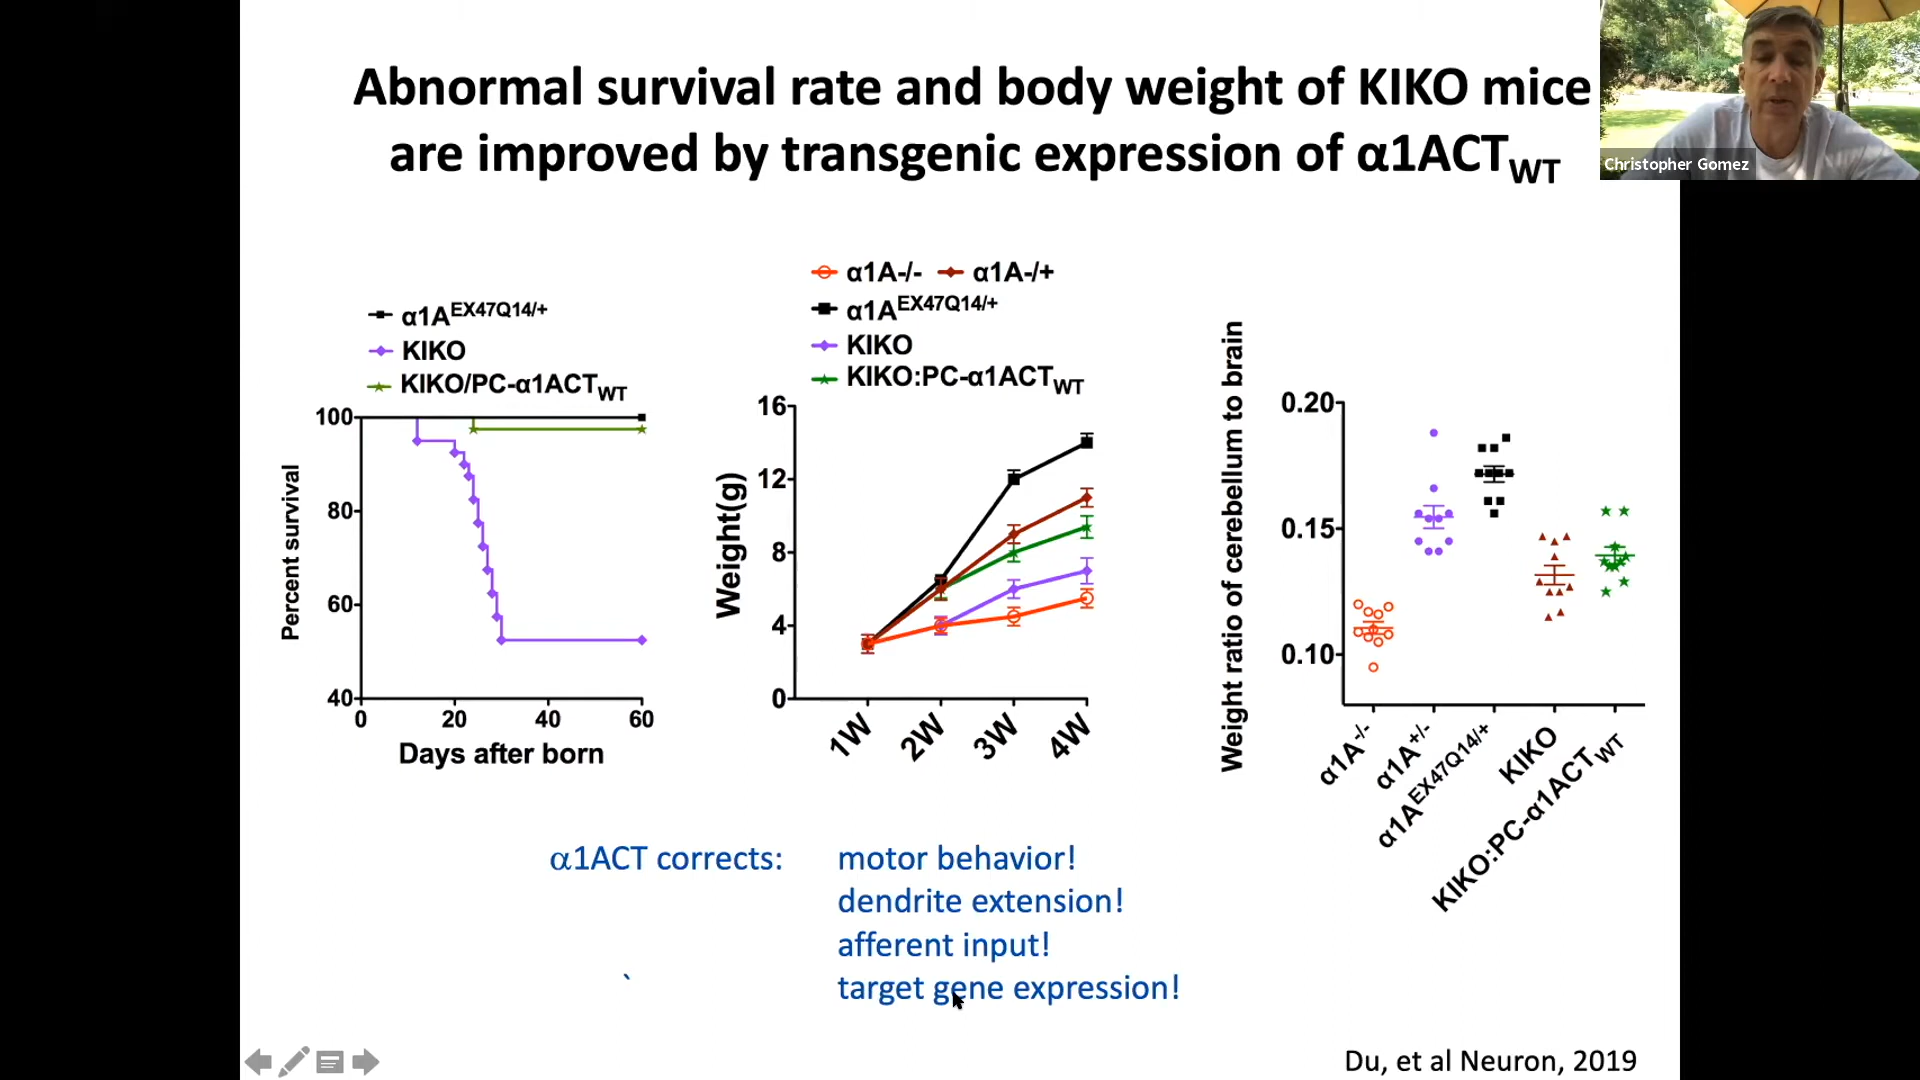 Abnormal survival rate and body weight of KIKO mice
are improved by transgenic expression of α1ACTWT
Christopher Gomez
α1AEX47Q14/+
KIKO
KIKO/PC-α1ACTWT
100
80
60
40
0 20 40 60
Percent survival
Days after born
α1A-/- α1A-/+
α1AEX47Q14/+
KIKO
KIKO:PC-α1ACTWT
16
12
8
4
0
Weight(g)
1W 2W 3W 4W
Weight ratio of cerebellum to brain
0.20
0.15
0.10
α1A-/-
α1A+/-
α1AEX47Q14/+
KIKO
KIKO:PC-α1ACTWT
α1ACT corrects: motor behavior!
dendrite extension!
afferent input!
` target gene expression!
Du, et al Neuron, 2019